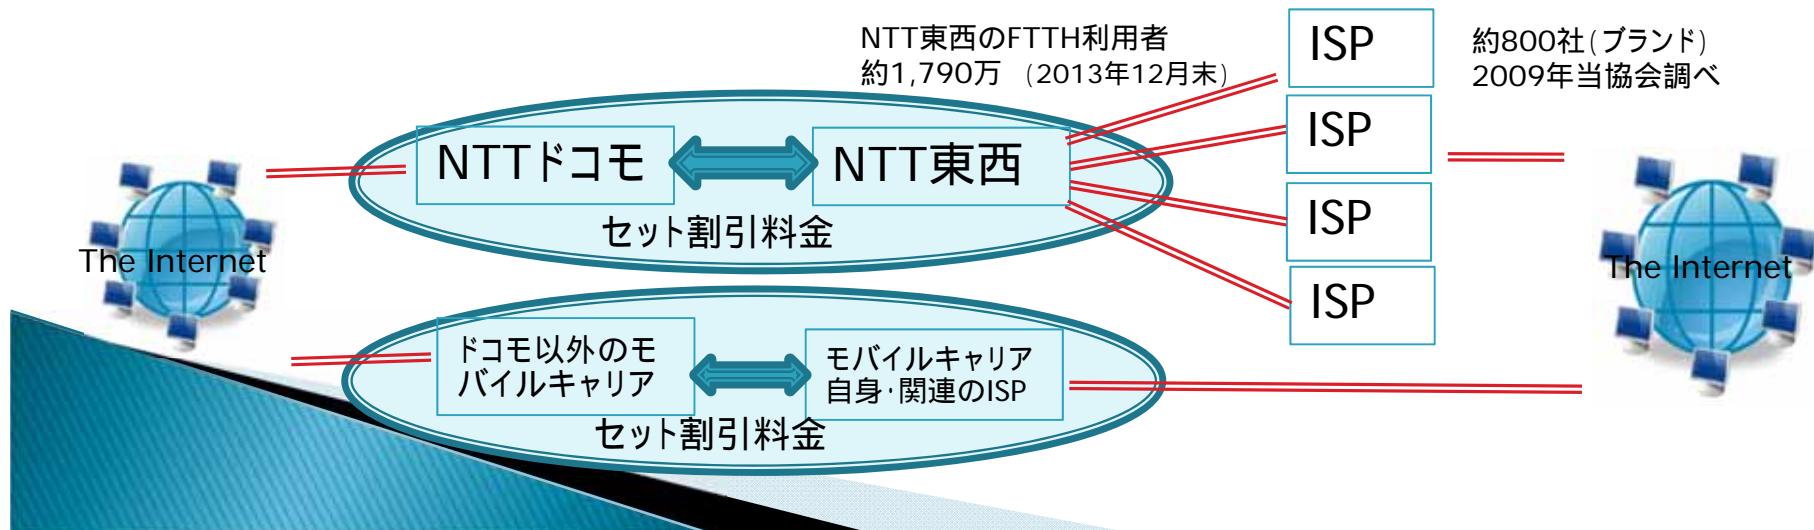 NTT東西のFTTH利用者
約1,790万 (2013年12月末)
ISP
約800社(ブランド)
2009年当協会調べ
NTTドコモ
NTT東西
セット割引料金
ISP
ISP
ISP
The Internet
The Internet
ドコモ以外のモ
バイルキャリア
モバイルキャリア
自身・関連のISP
セット割引料金